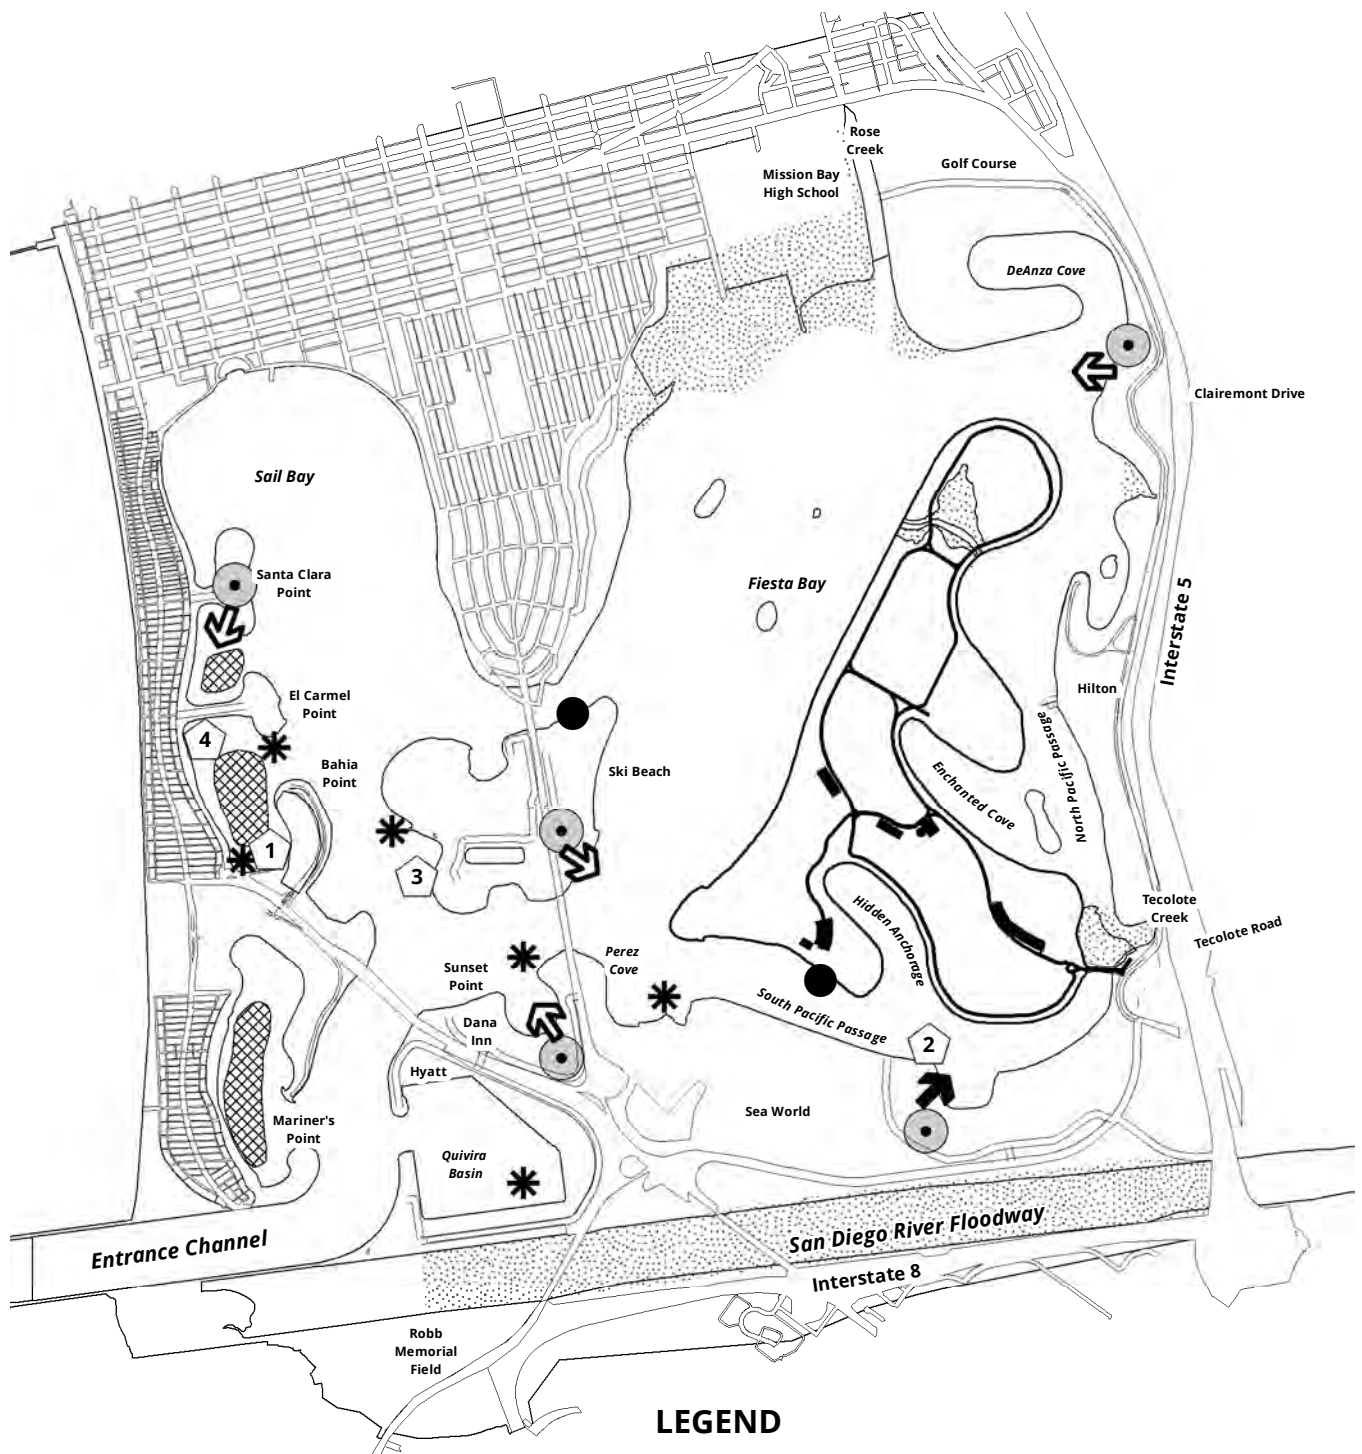 Rose
Creek
Golf Course
Mission Bay
High School
DeAnza Cove
Clairemont Drive
Sail Bay
Santa Clara
Point
Fiesta Bay
Interstate 5
El Carmel
Point
Hilton
North Pacific Passage
4
Bahia
Point
Ski Beach
Enchanted Cove
1
3
Tecolote
Creek
Tecolote Road
Hidden Anchorage
Perez
Cove
Sunset
Point
South Pacific Passage
Dana
Inn
2
Hyatt
Sea World
Mariner's
Point
Quivira
Basin
San Diego River Floodway
Entrance Channel
Interstate 8
Robb
Memorial
Field
LEGEND